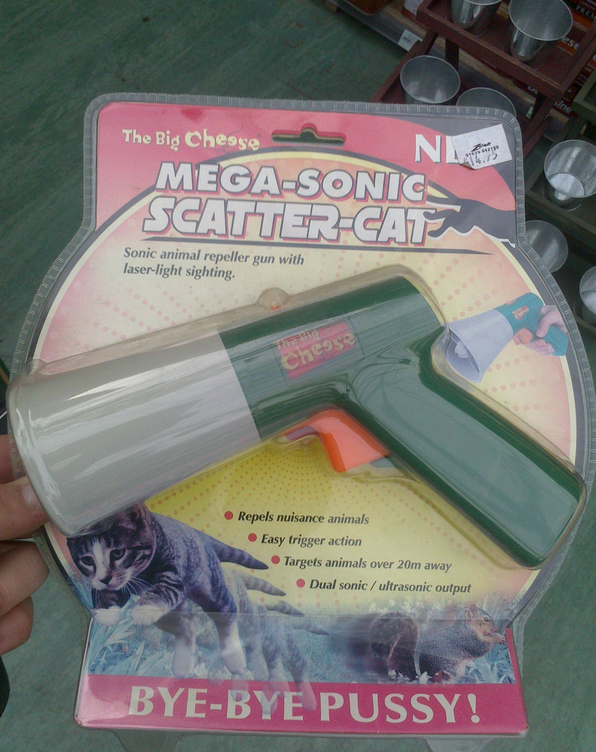 The Big Cheese
MEGA-SONIC
SCATTER-CAT
Sonic animal repeller gun with
laser-light sighting.
The Big
Cheese
Repels nuisance animals
Easy trigger action
Targets animals over 20m away
Dual sonic / ultrasonic output
BYE-BYE PUSSY!